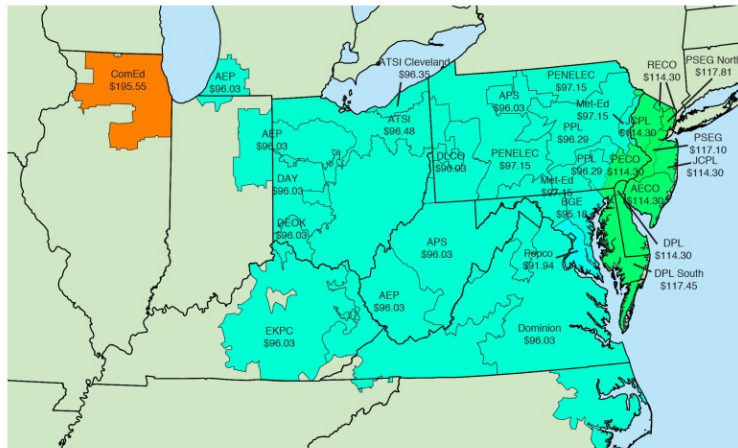 ComEd
$195.55
AEP
$96.03
ATSI Cleveland
$96.35
ATSI
$96.48
AEP
$96.03
DAY
$96.03
DEOK
$96.03
DLCO
$96.03
PENELEC
$97.15
APS
$96.03
PENELEC
$97.15
Met-Ed
$97.15
PPL
$96.29
PPL
$96.29
Met-Ed
$97.15
RECO
$114.30
PSEG North
$117.81
JCPL
$114.30
PSEG
$117.10
JCPL
$114.30
PECO
$114.30
AECO
$114.30
BGE
$95.18
DPL
$114.30
DPL South
$117.45
Pepco
$91.94
APS
$96.03
AEP
$96.03
EKPC
$96.03
Dominion
$96.03